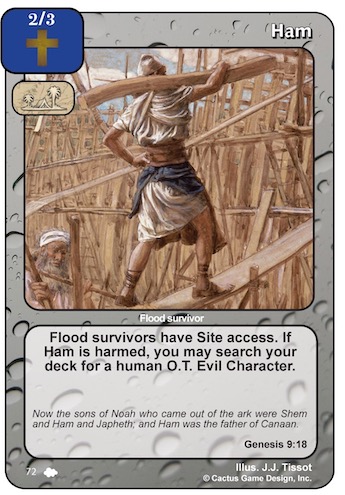 2/3
Ham
Flood survivor
Flood survivors have Site access. If
Ham is harmed, you may search your
deck for a human O.T. Evil Character.
Now the sons of Noah who came out of the ark were Shem
and Ham and Japheth; and Ham was the father of Canaan.
Genesis 9:18
72
Illus. J.J. Tissot
© Cactus Game Design, Inc.